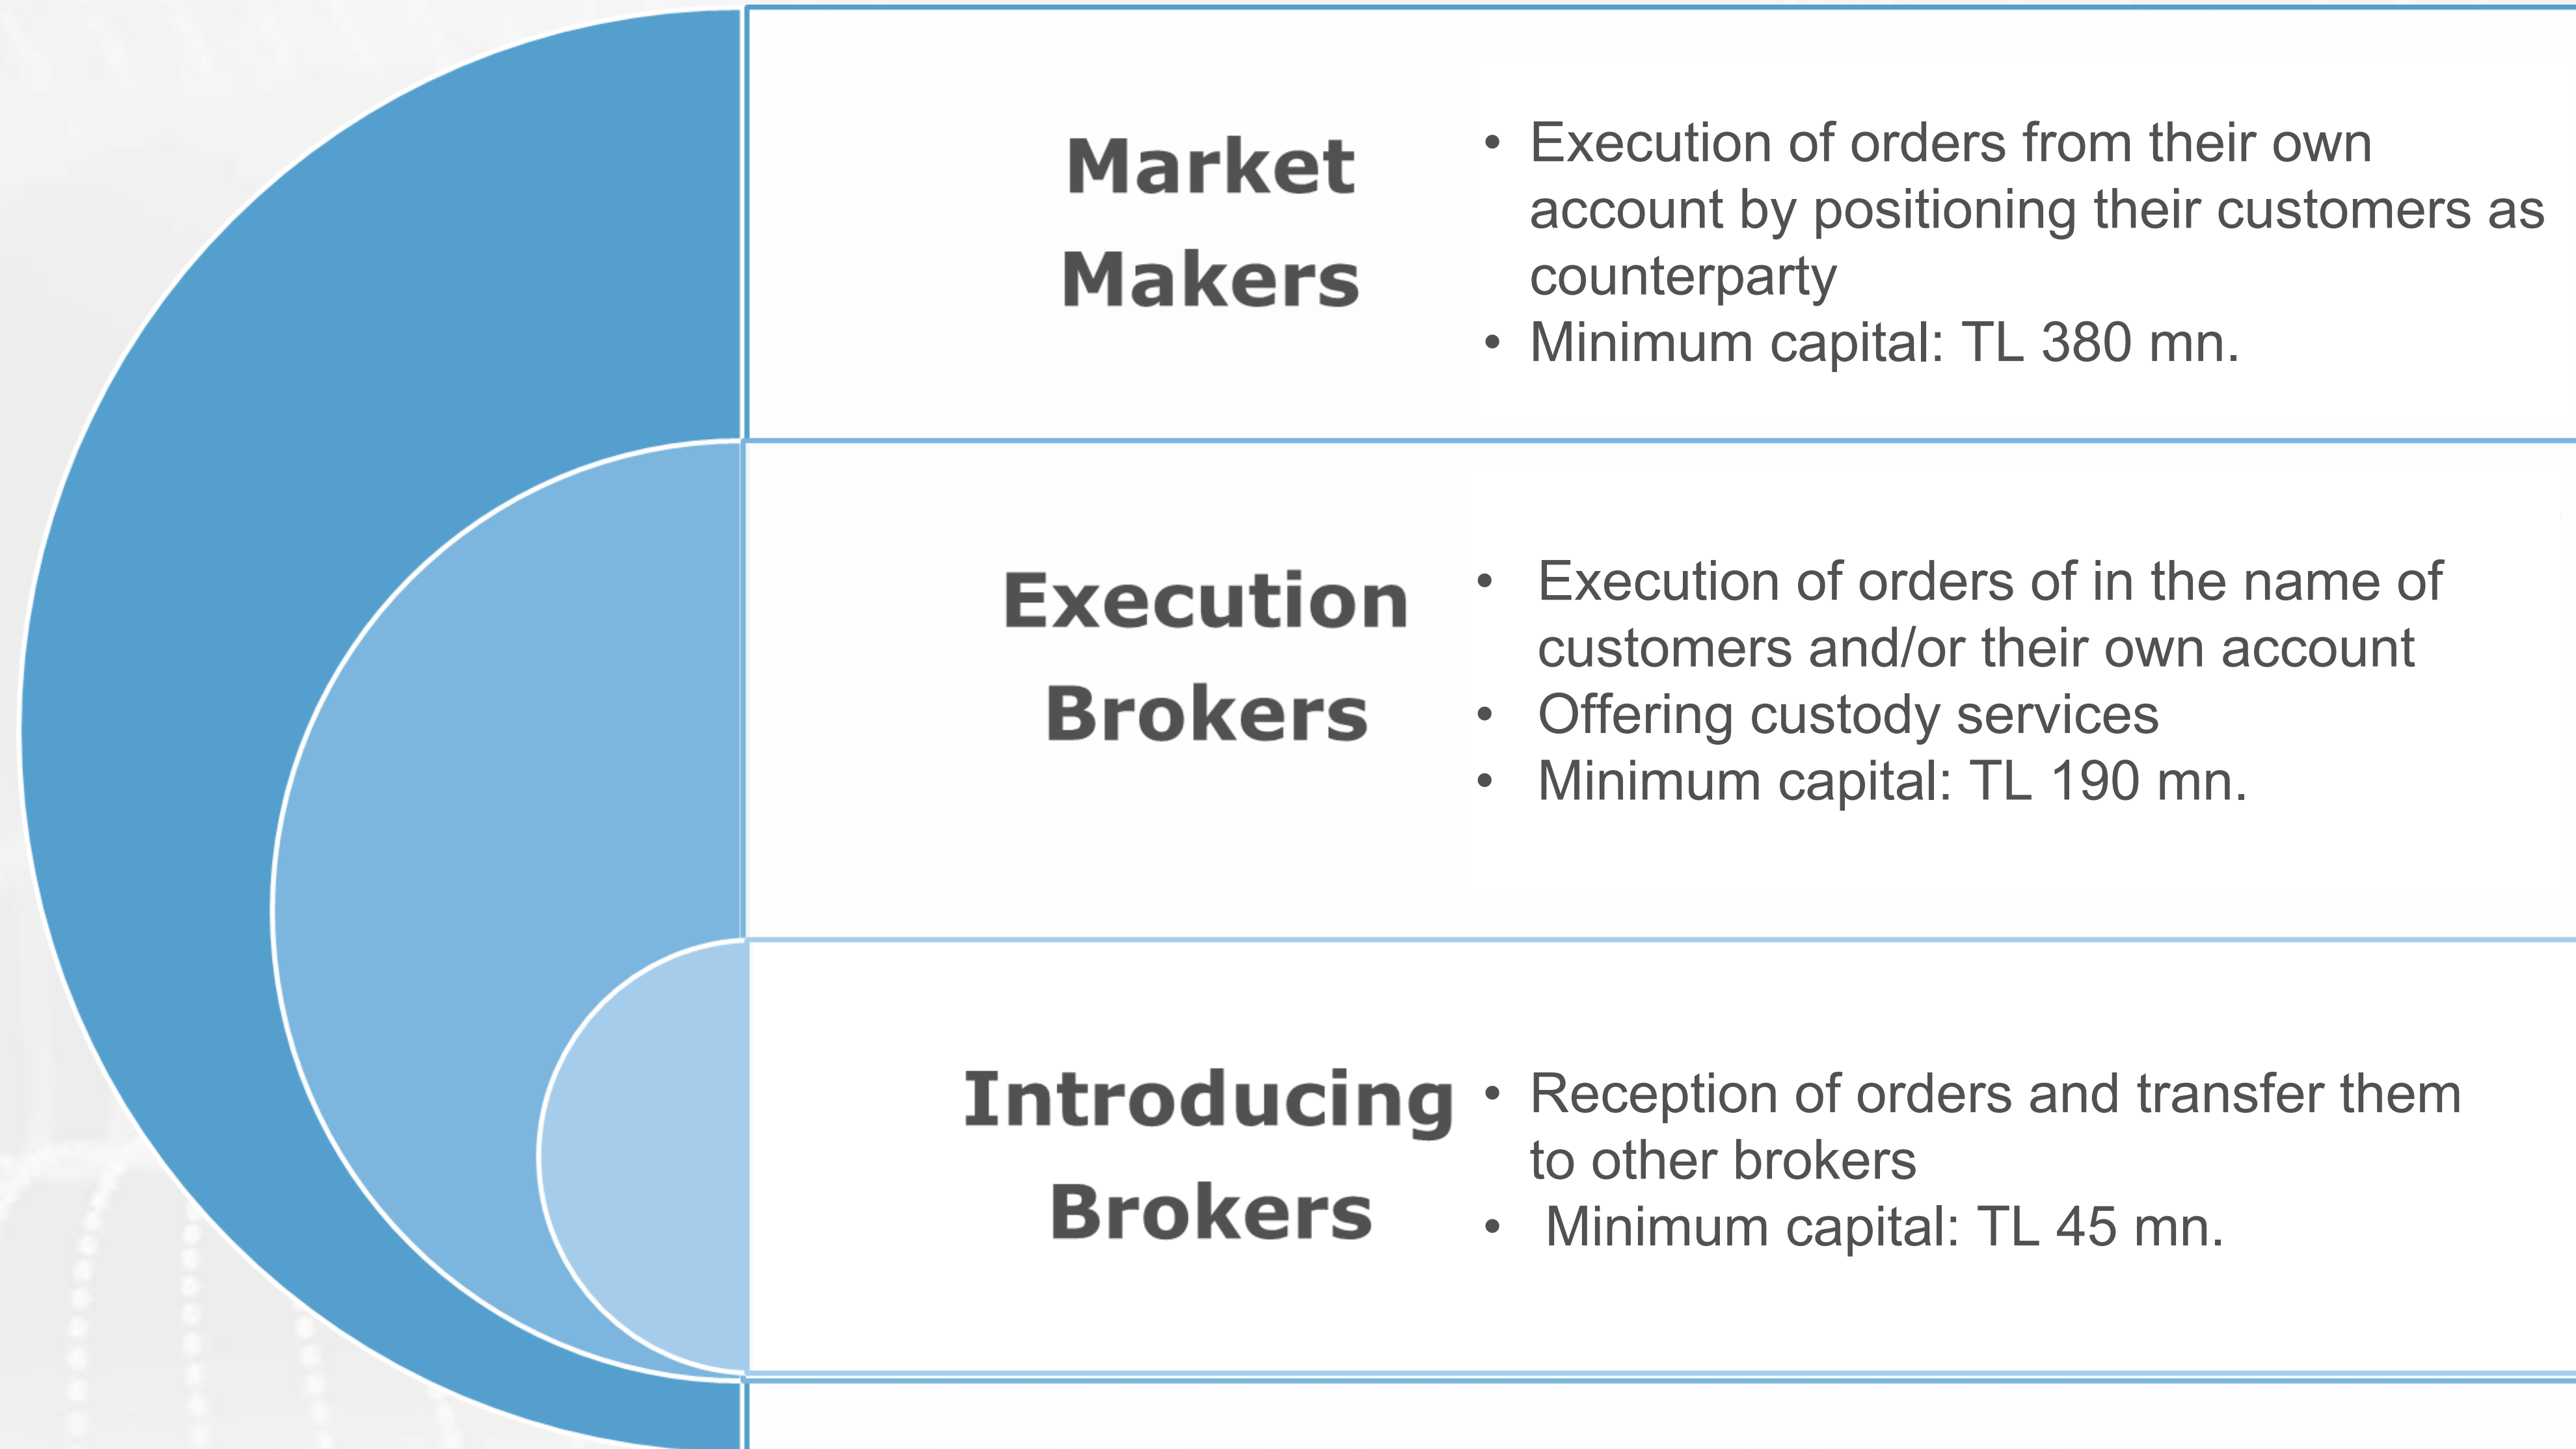 Market
Makers
• Execution of orders from their own
account by positioning their customers as
counterparty
• Minimum capital: TL 380 mn.
Execution
Brokers
• Execution of orders of in the name of
customers and/or their own account
• Offering custody services
• Minimum capital: TL 190 mn.
Introducing
Brokers
• Reception of orders and transfer them
to other brokers
• Minimum capital: TL 45 mn.